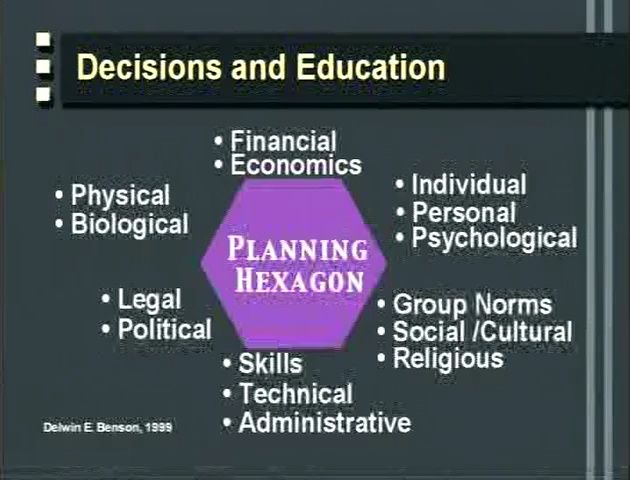 Decisions and Education
• Financial
• Economics
• Physical
• Biological
• Individual
• Personal
• Psychological
PLANNING
HEXAGON
• Legal
• Political
• Group Norms
• Social /Cultural
• Religious
• Skills
• Technical
• Administrative
Delwin E. Benson, 1999